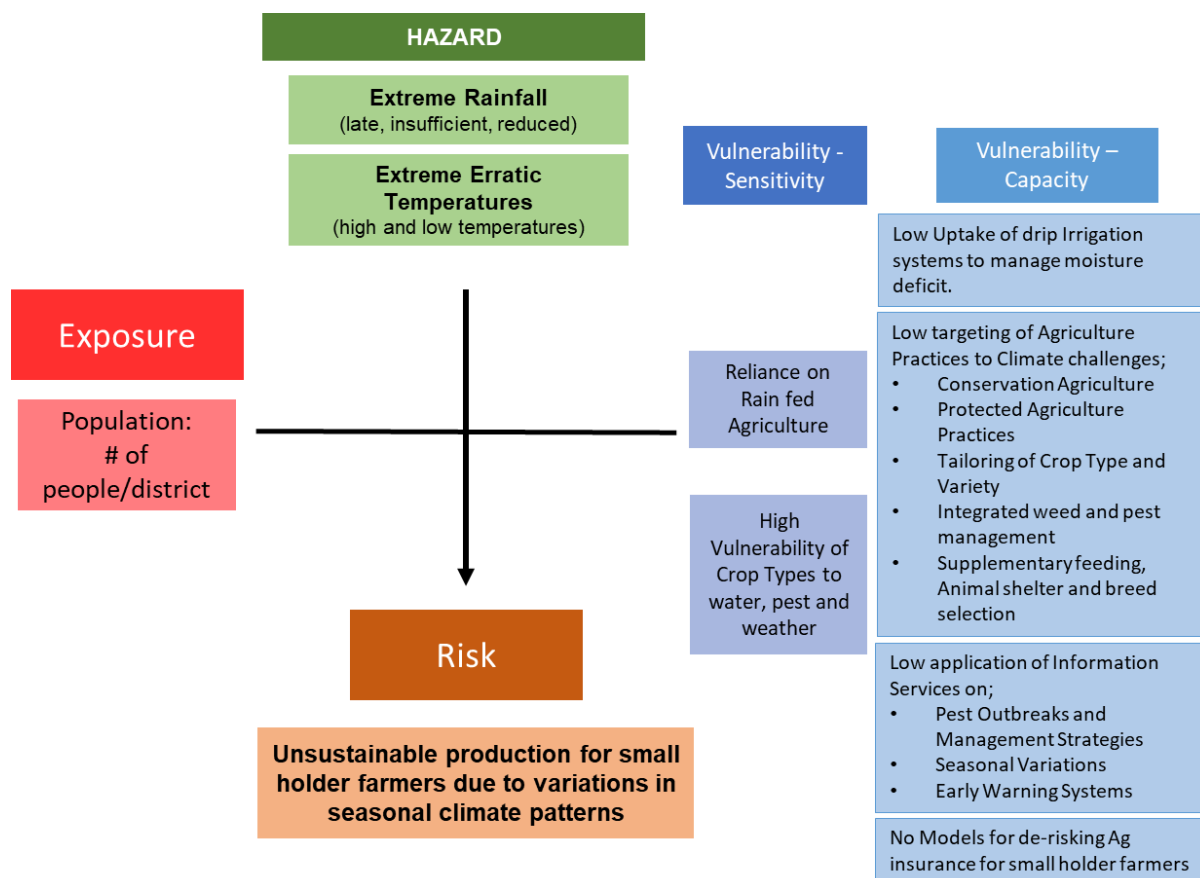 HAZARD
Extreme Rainfall
(late, insufficient, reduced)
Extreme Erratic
Temperatures
(high and low temperatures)
Exposure
Population:
# of
people/district
Risk
Unsustainable production for small
holder farmers due to variations in
seasonal climate patterns
Vulnerability -
Sensitivity
Reliance on
Rain fed
Agriculture
High
Vulnerability of
Crop Types to
water, pest and
weather
Vulnerability –
Capacity
Low Uptake of drip Irrigation
systems to manage moisture
deficit.
Low targeting of Agriculture
Practices to Climate challenges;
• Conservation Agriculture
• Protected Agriculture
Practices
• Tailoring of Crop Type and
Variety
• Integrated weed and pest
management
• Supplementary feeding,
Animal shelter and breed
selection
Low application of Information
Services on;
• Pest Outbreaks and
Management Strategies
• Seasonal Variations
• Early Warning Systems
No Models for de-risking Ag
insurance for small holder farmers